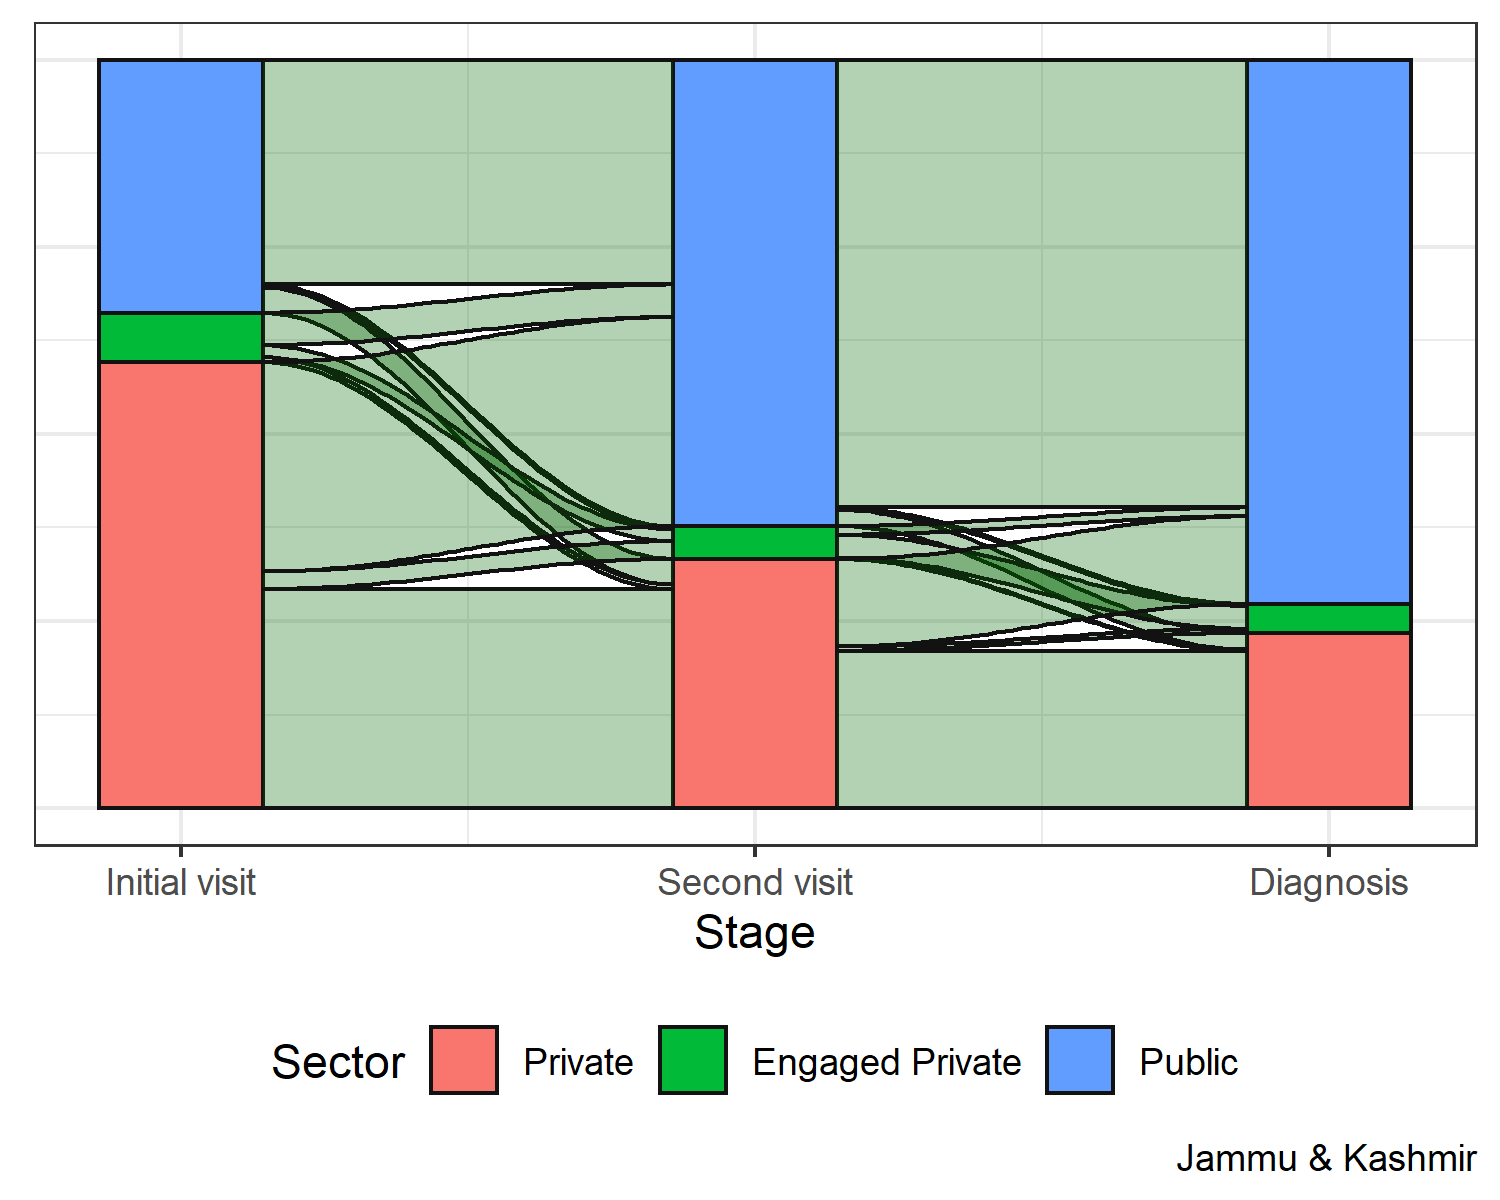 Initial visit Second visit Diagnosis
Stage
Sector Private Engaged Private Public
Jammu & Kashmir